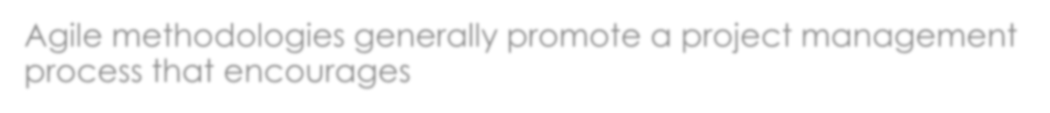 Agile methodologies generally promote a project management
process that encourages